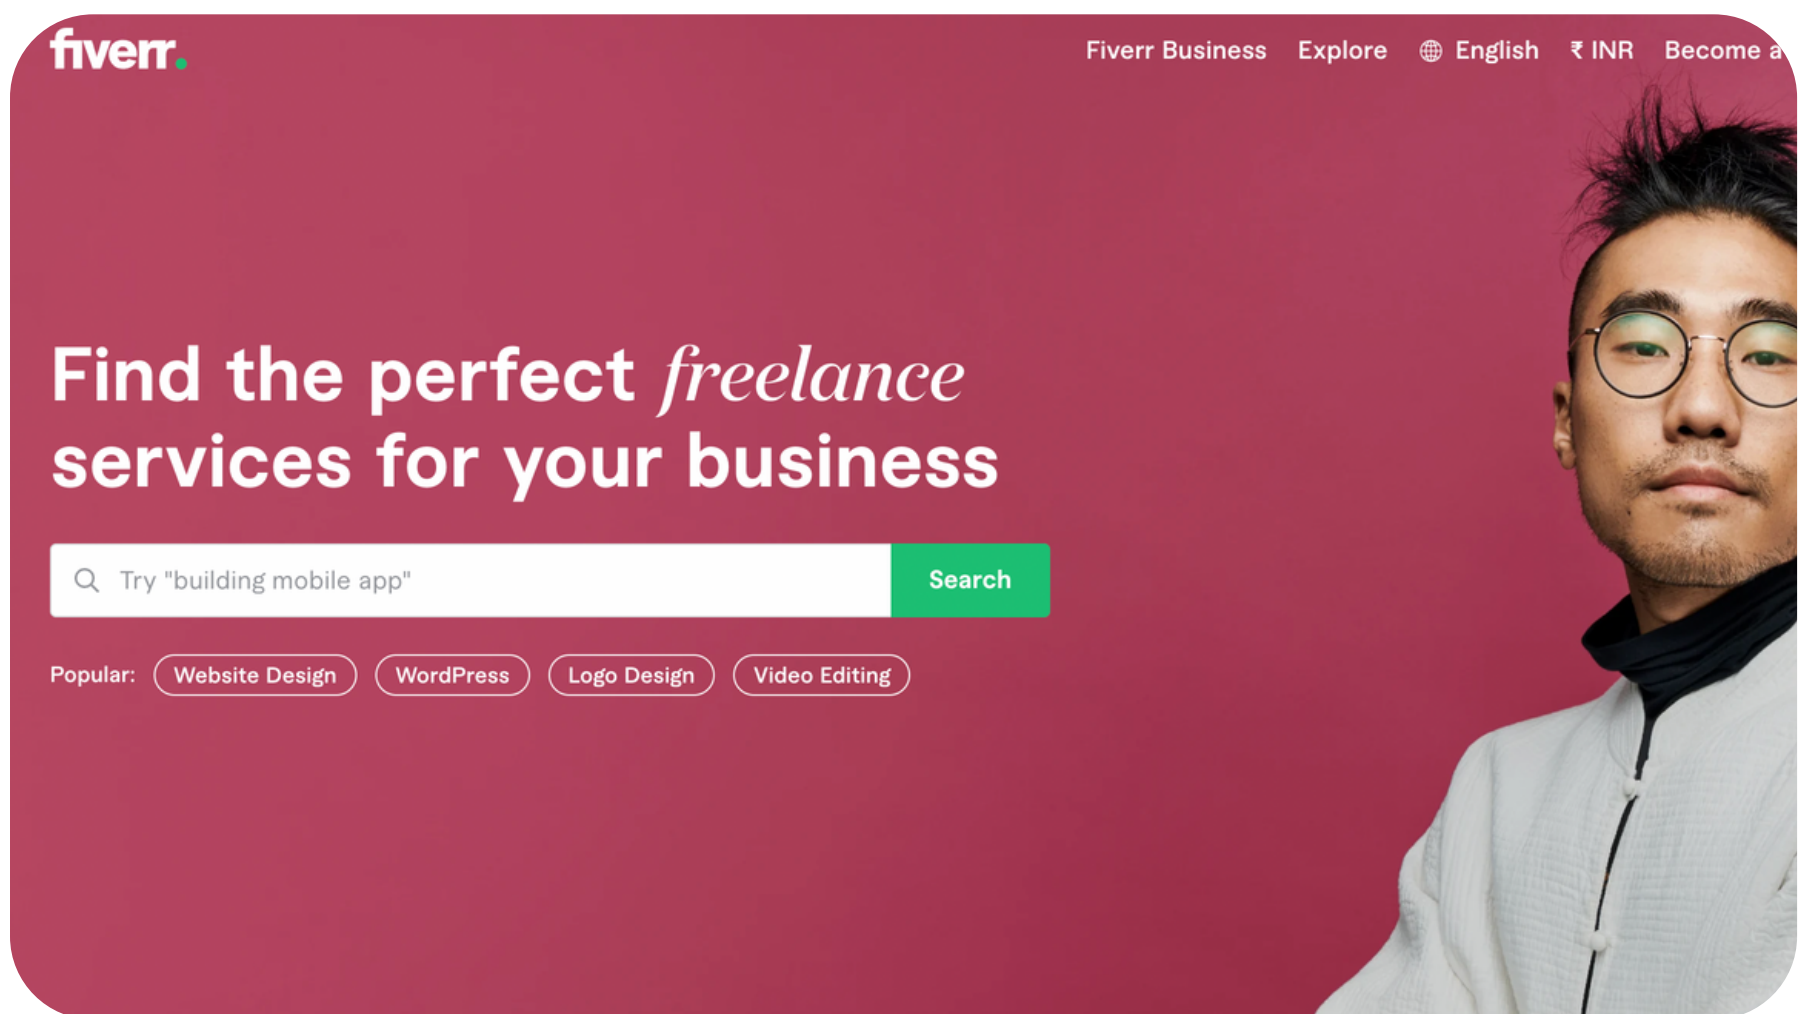 fiverr.
Fiverr Business Explore English ₹ INR Become a
Find the perfect freelance
services for your business
Try "building mobile app"
Search
Popular: Website Design WordPress Logo Design Video Editing